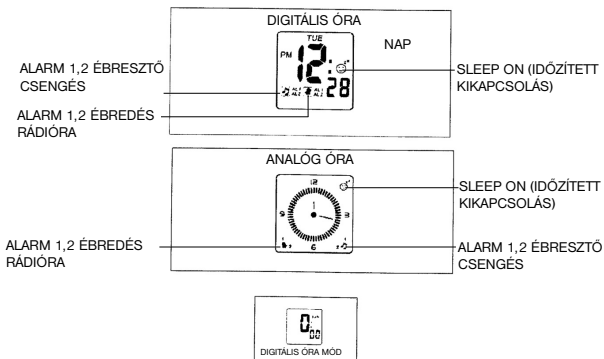 DIGITÁLIS ÓRA
TUE
NAP
PM
12:28
ALARM 1,2 ÉBRESZTŐ
CSENGÉS
SLEEP ON (IDŐZÍTETT
KIKAPCSOLÁS)
ALARM 1,2 ÉBREDÉS
RÁDIÓRA
ANALÓG ÓRA
12
9
3
6
SLEEP ON (IDŐZÍTETT
KIKAPCSOLÁS)
ALARM 1,2 ÉBREDÉS
RÁDIÓRA
ALARM 1,2 ÉBRESZTŐ
CSENGÉS
0:00
DIGITÁLIS ÓRA MÓD